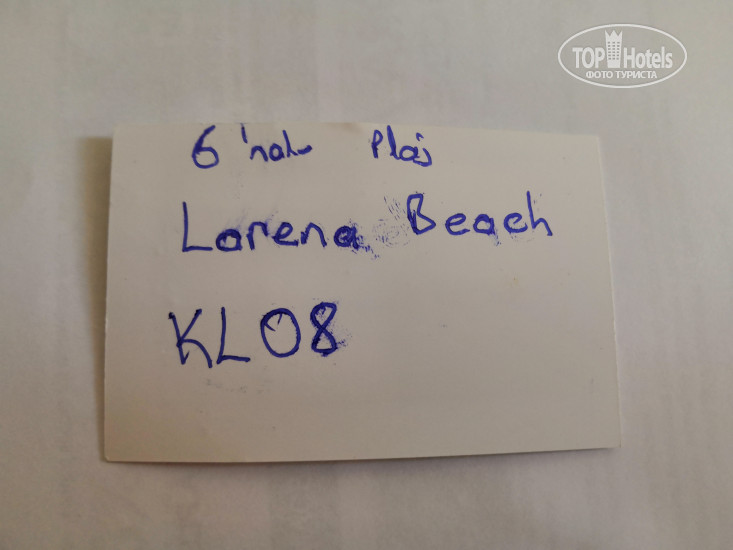 TOP Hotels
ФОТО ТУРИСТА
6 'nolu Plaj
Lorena Beach
KL08